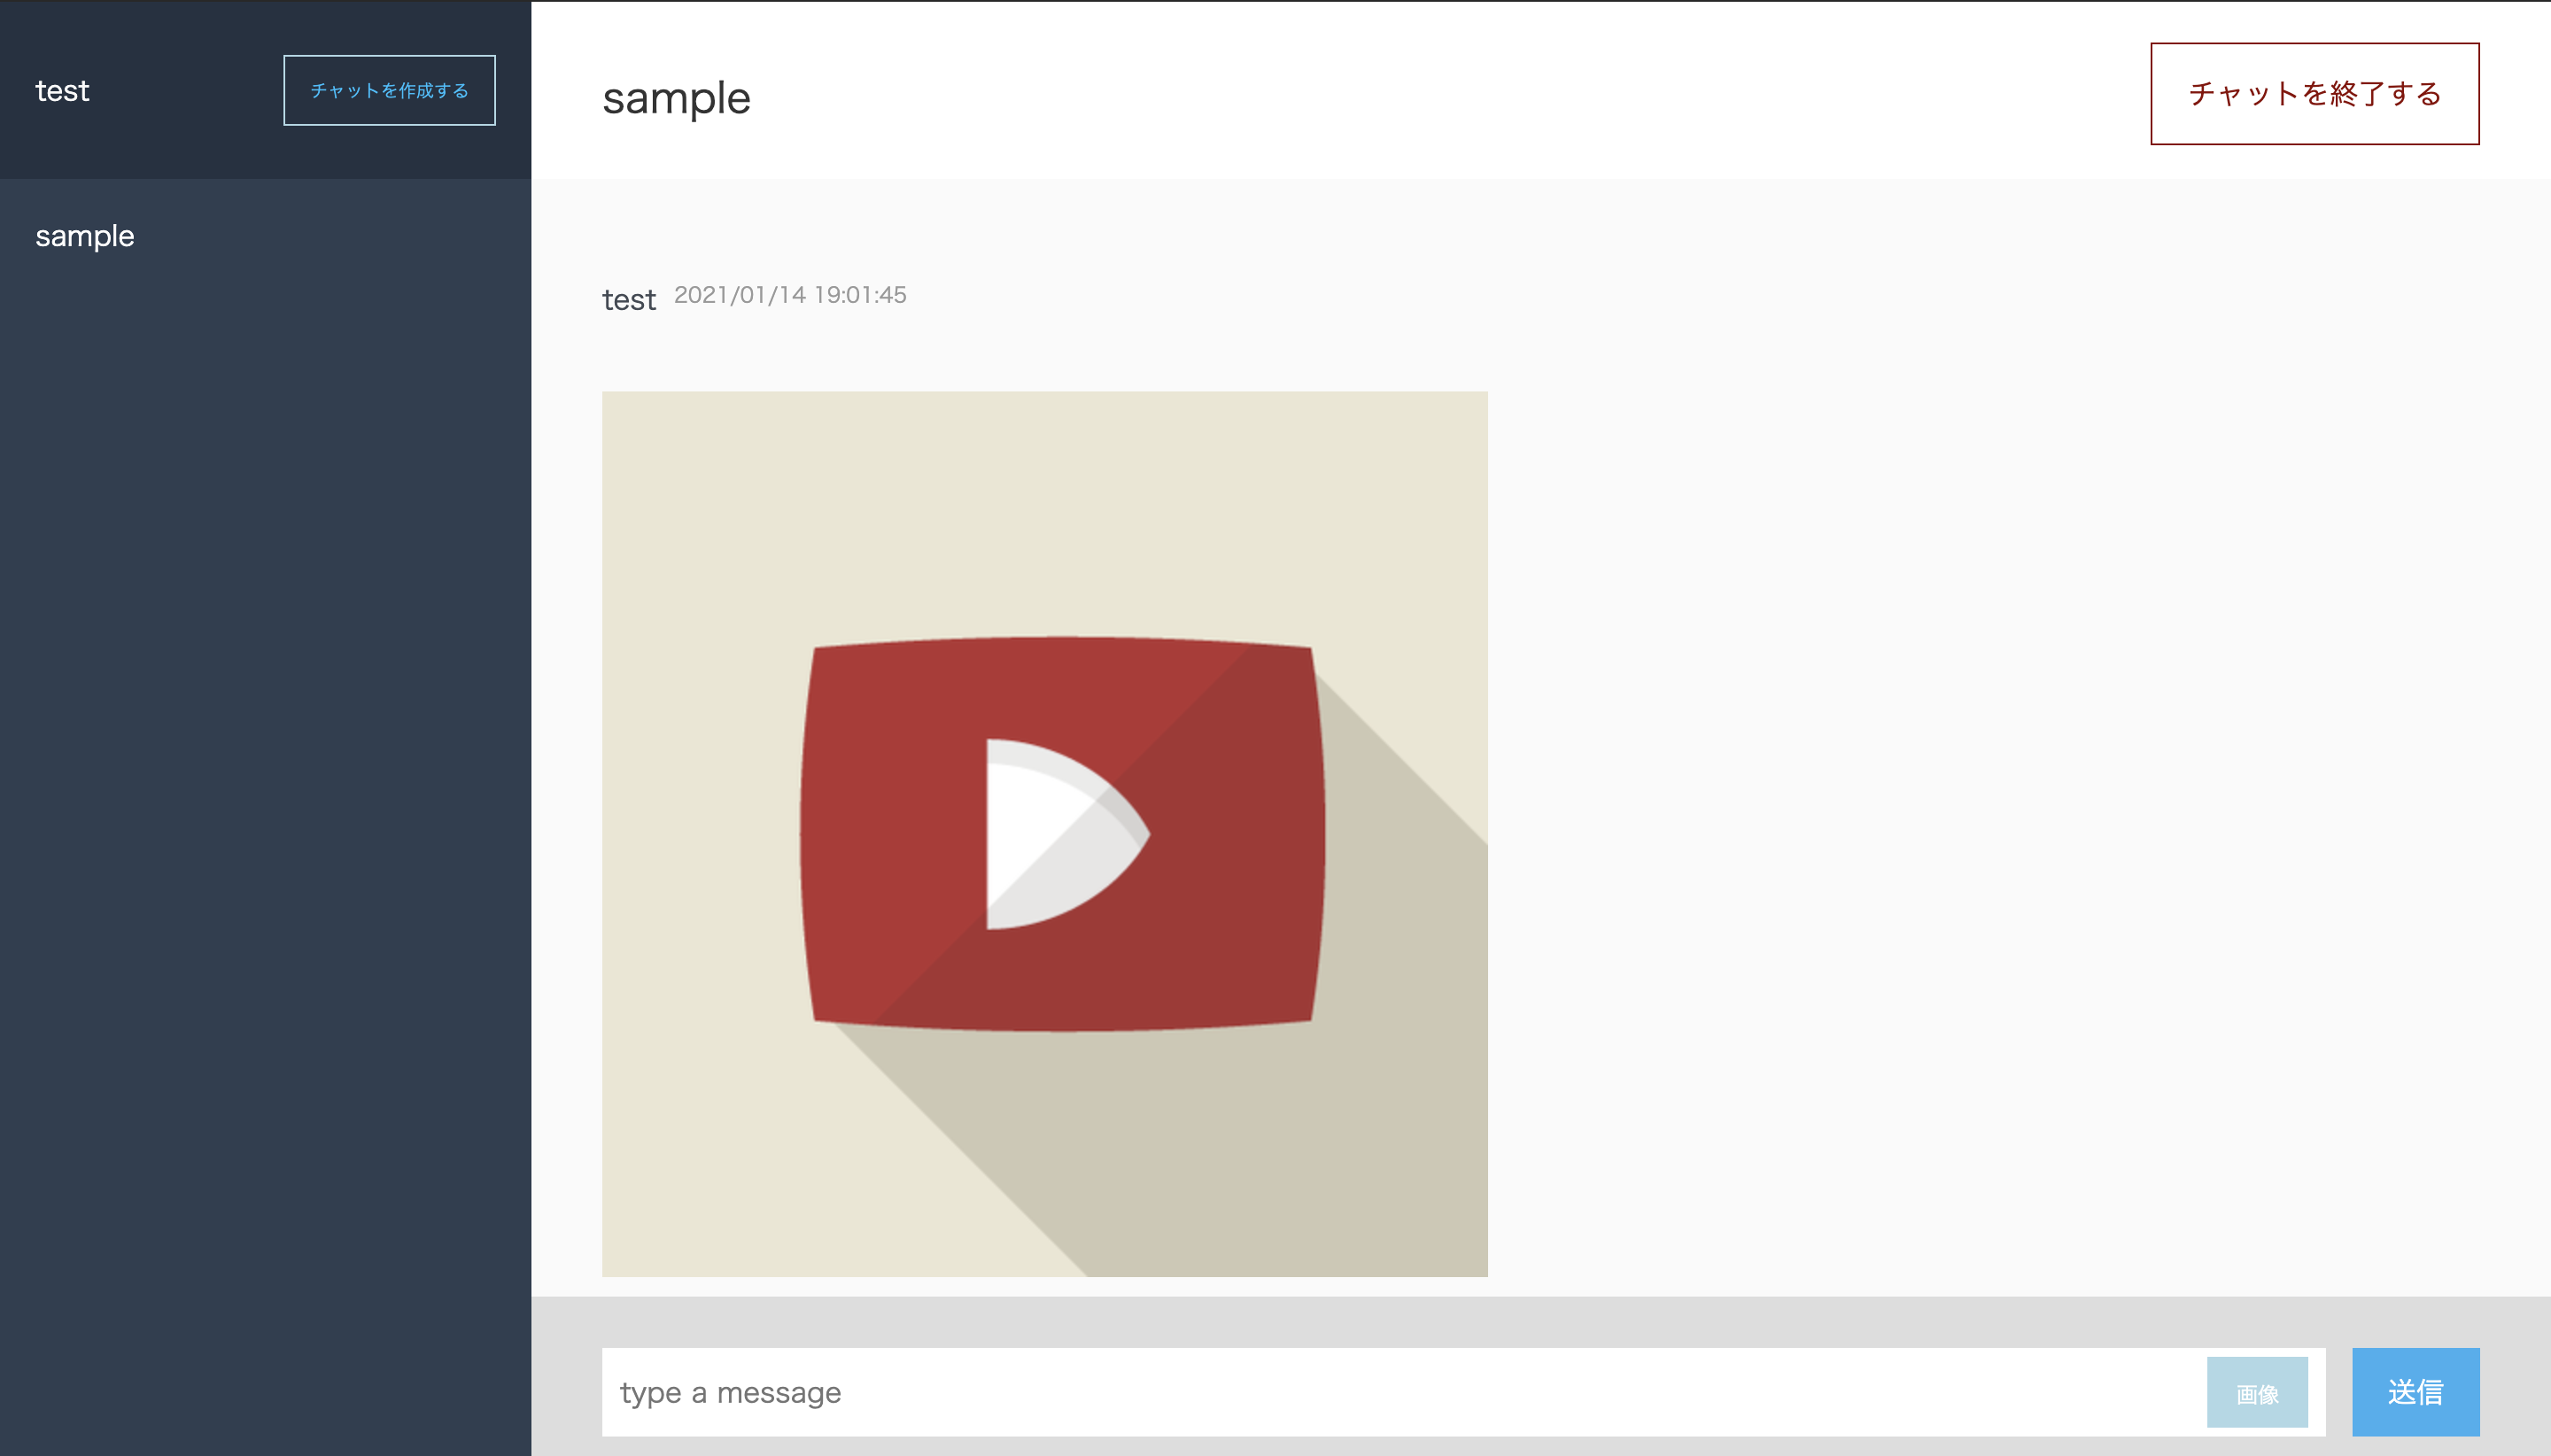 test
チャットを作成する
sample
sample
チャットを終了する
test 2021/01/14 19:01:45
type a message
画像
送信